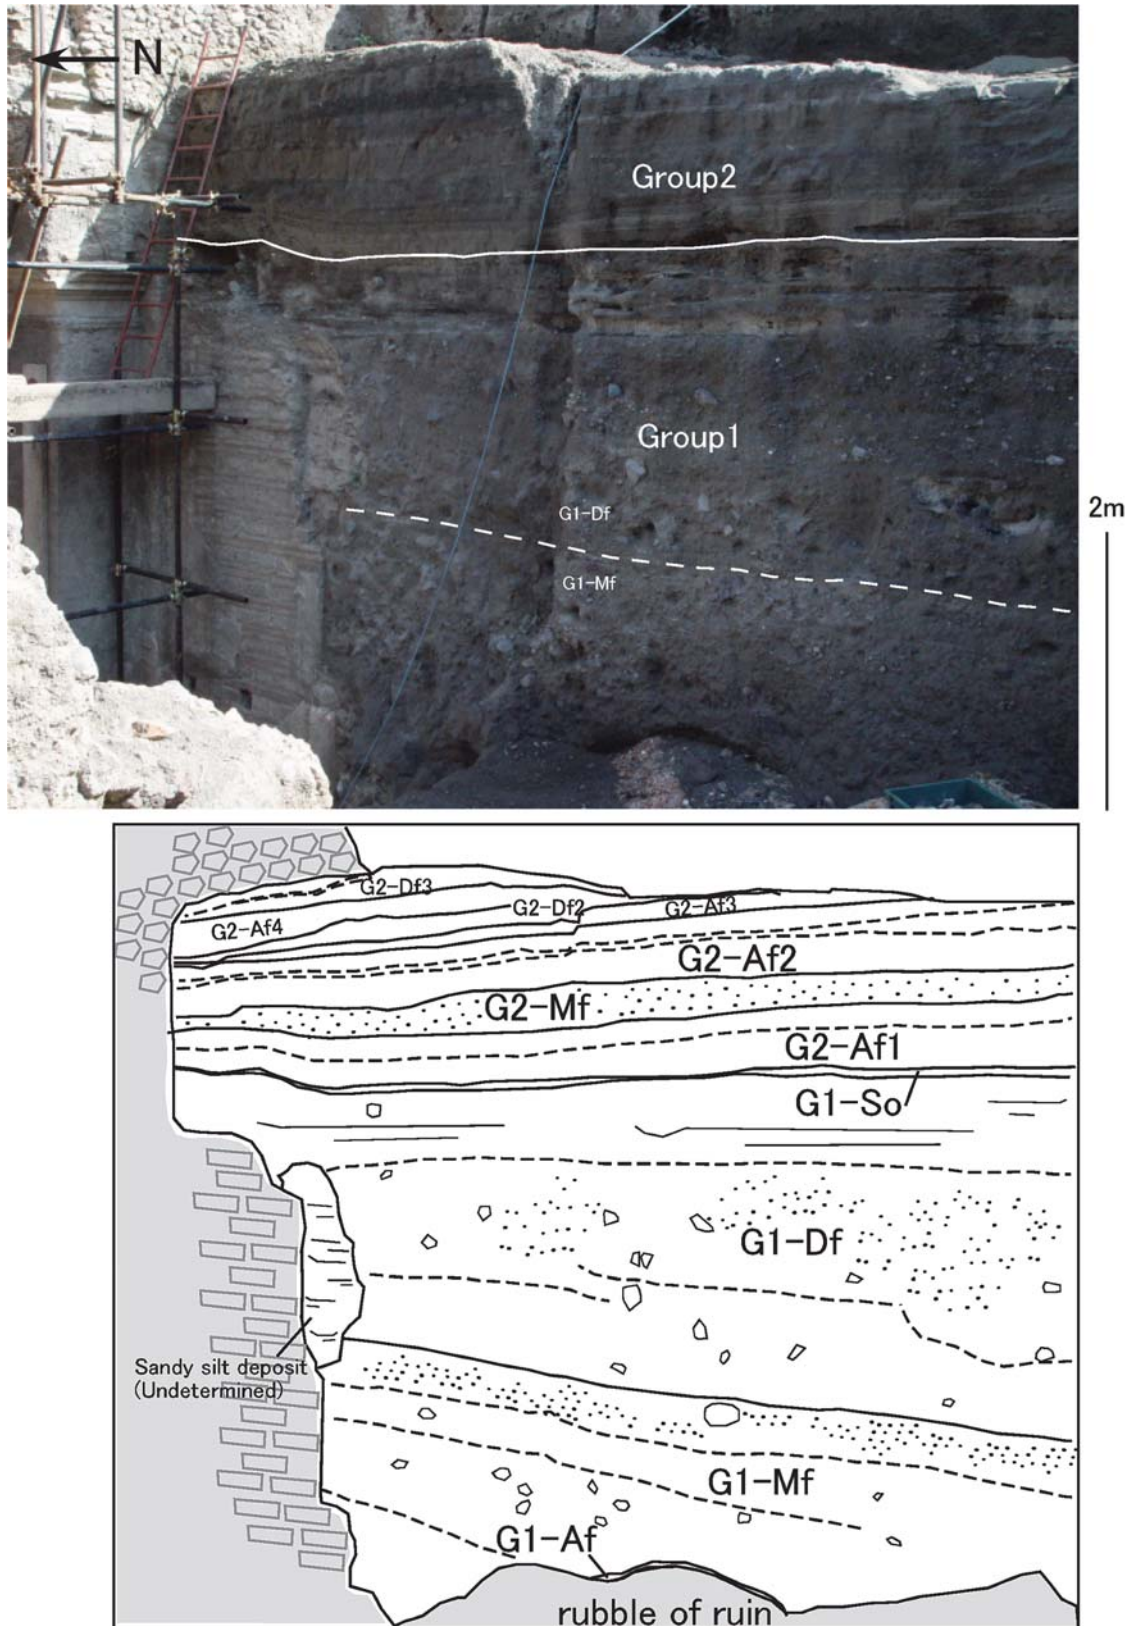 N
Group2
Group1
G1-Df
G1-Mf
2m
G2-Df3
G2-Df2
G2-Af3
G2-Af4
G2-Af2
G2-Mf
G2-Af1
G1-So
G1-Df
Sandy silt deposit
(Undetermined)
G1-Mf
G1-Af
rubble of ruin